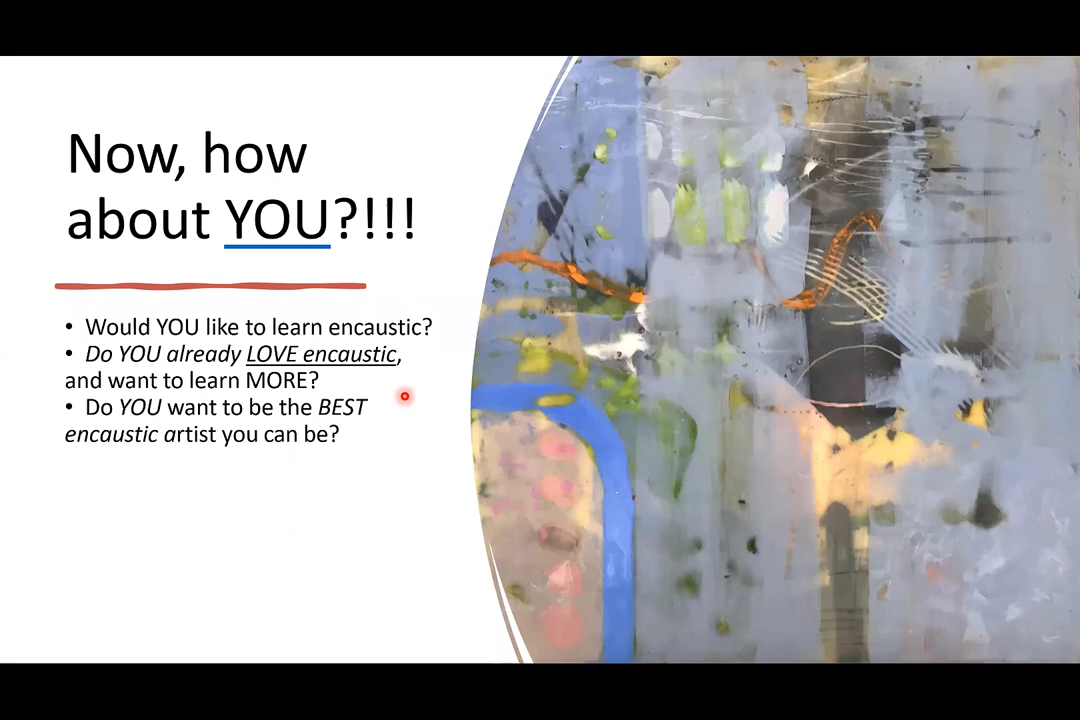 Now, how
about YOU?!!!
• Would YOU like to learn encaustic?
• Do YOU already LOVE encaustic,
and want to learn MORE?
• Do YOU want to be the BEST
encaustic artist you can be?